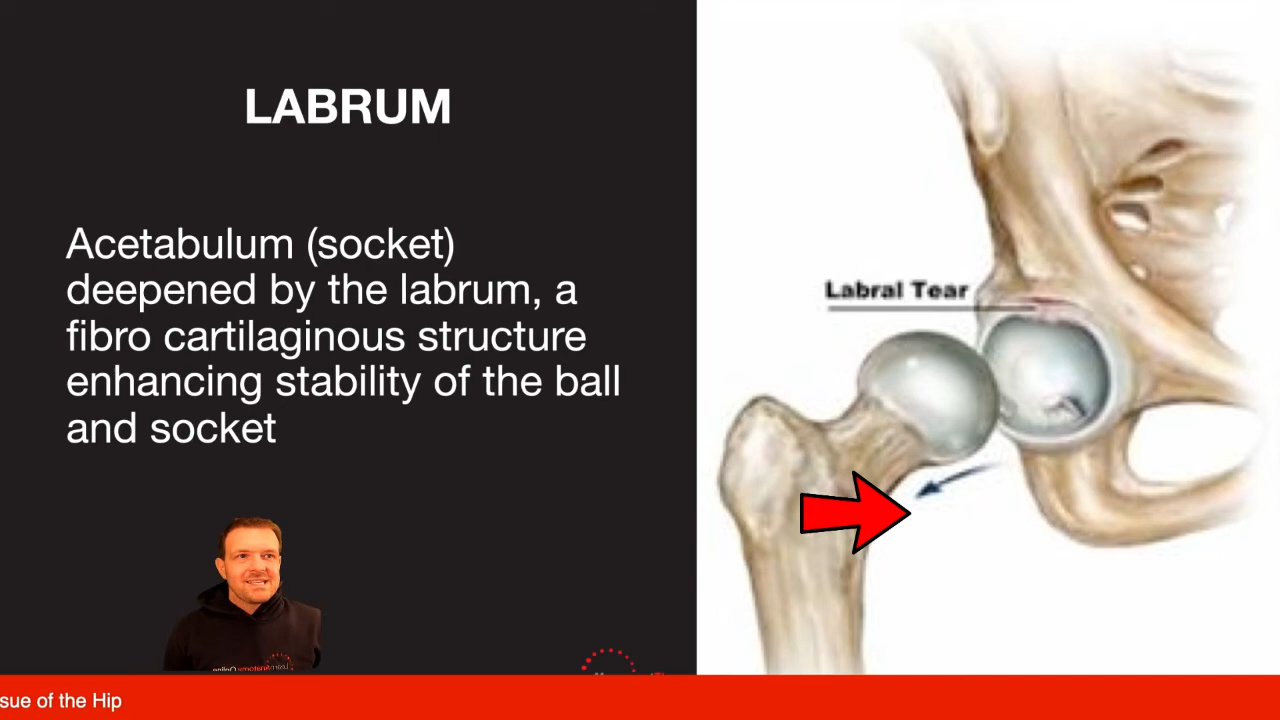 LABRUM
Acetabulum (socket)
deepened by the labrum, a
fibro cartilaginous structure
enhancing stability of the ball
and socket
Labral Tear
sue of the Hip